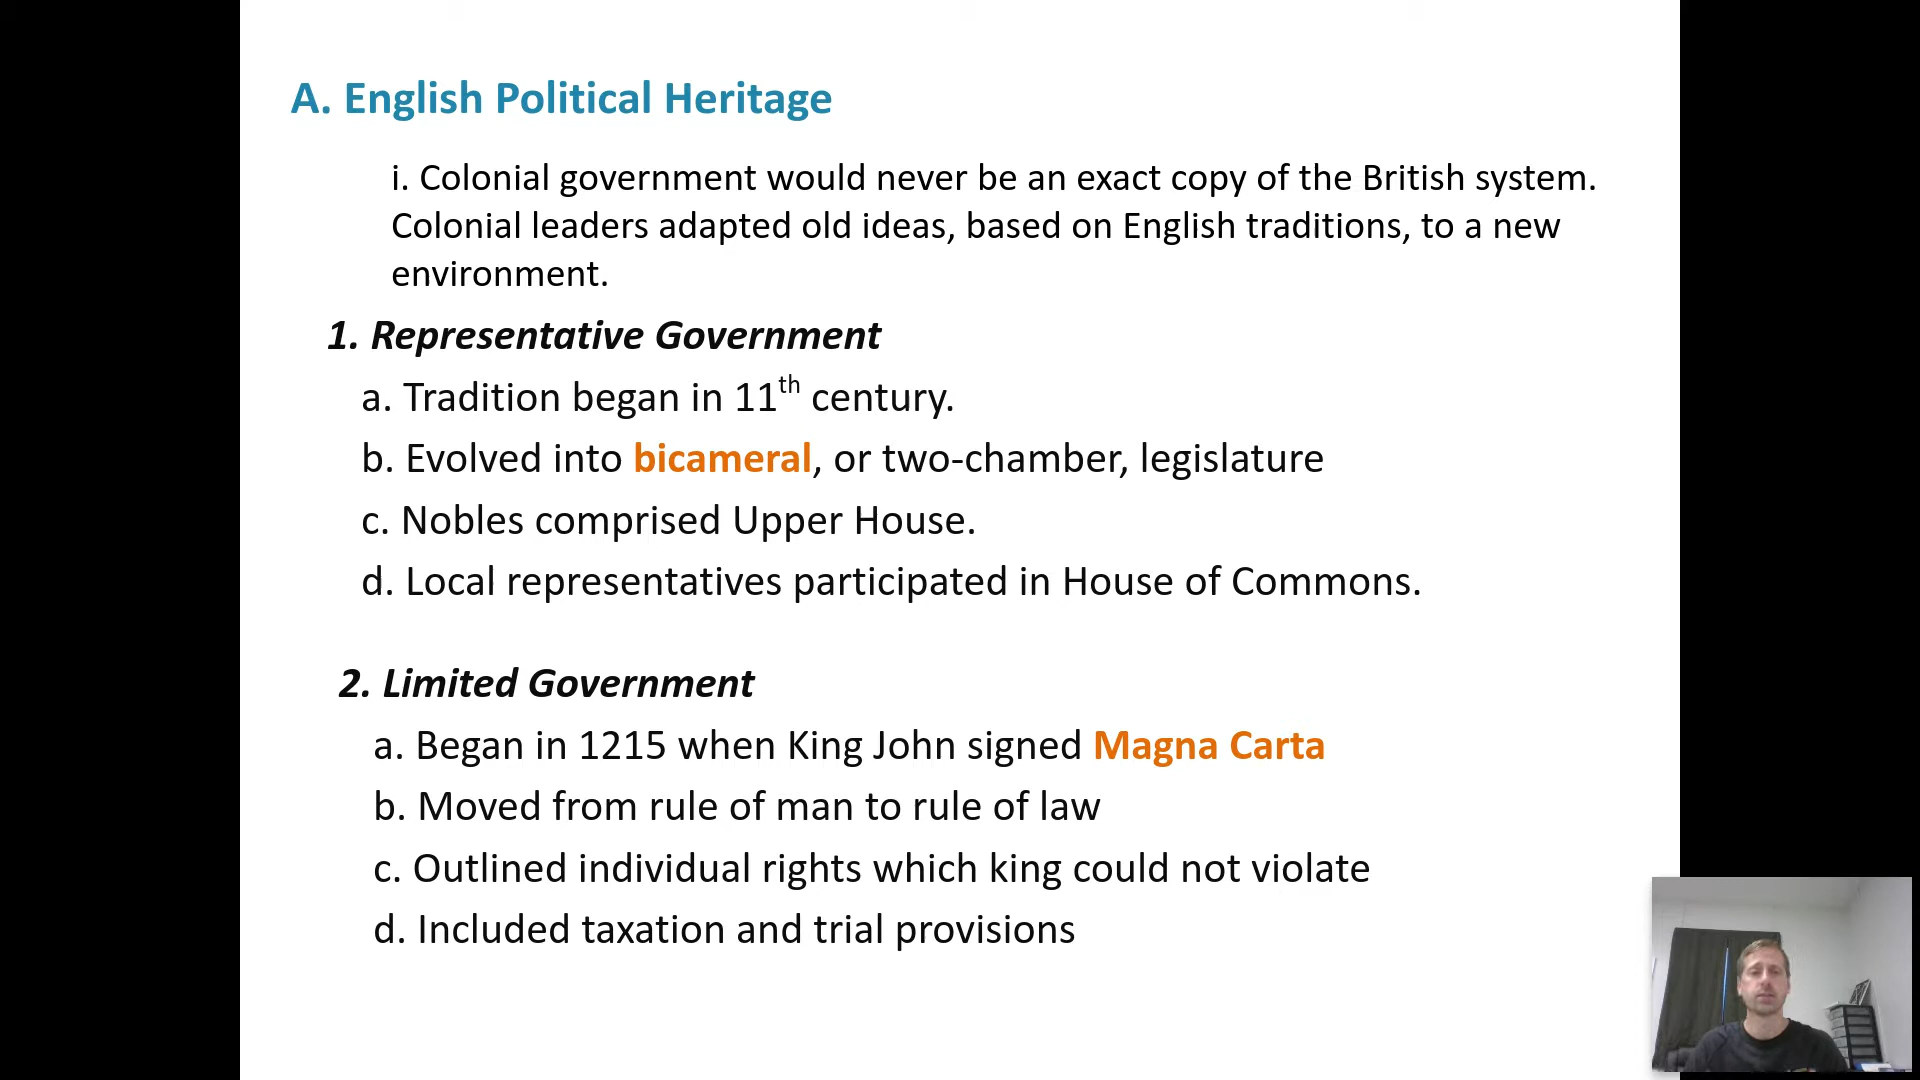 A. English Political Heritage
i. Colonial government would never be an exact copy of the British system.
Colonial leaders adapted old ideas, based on English traditions, to a new
environment.
1. Representative Government
a. Tradition began in 11th century.
b. Evolved into bicameral, or two-chamber, legislature
c. Nobles comprised Upper House.
d. Local representatives participated in House of Commons.
2. Limited Government
a. Began in 1215 when King John signed Magna Carta
b. Moved from rule of man to rule of law
c. Outlined individual rights which king could not violate
d. Included taxation and trial provisions